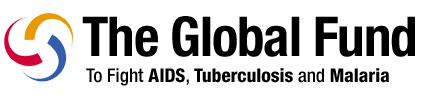 The Global Fund
To Fight AIDS, Tuberculosis and Malaria